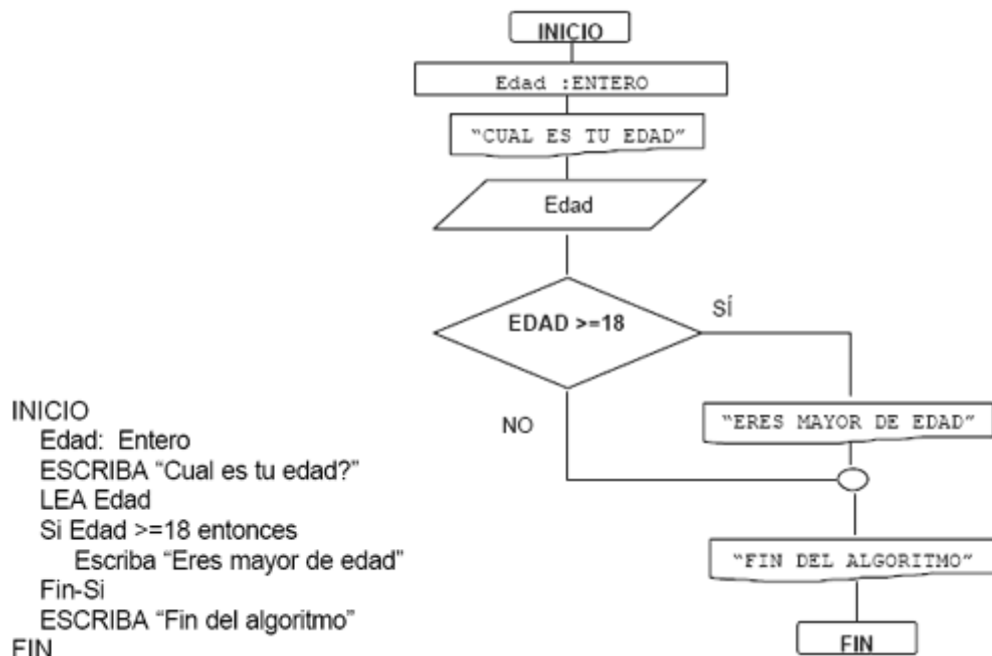 INICIO
Edad :ENTERO
“CUAL ES TU EDAD”
Edad
EDAD >=18
SÍ
NO
“ERES MAYOR DE EDAD”
“FIN DEL ALGORITMO”
FIN
INICIO
Edad: Entero
ESCRIBA “Cual es tu edad?”
LEA Edad
Si Edad >=18 entonces
Escriba “Eres mayor de edad”
Fin-Si
ESCRIBA “Fin del algoritmo”
FIN